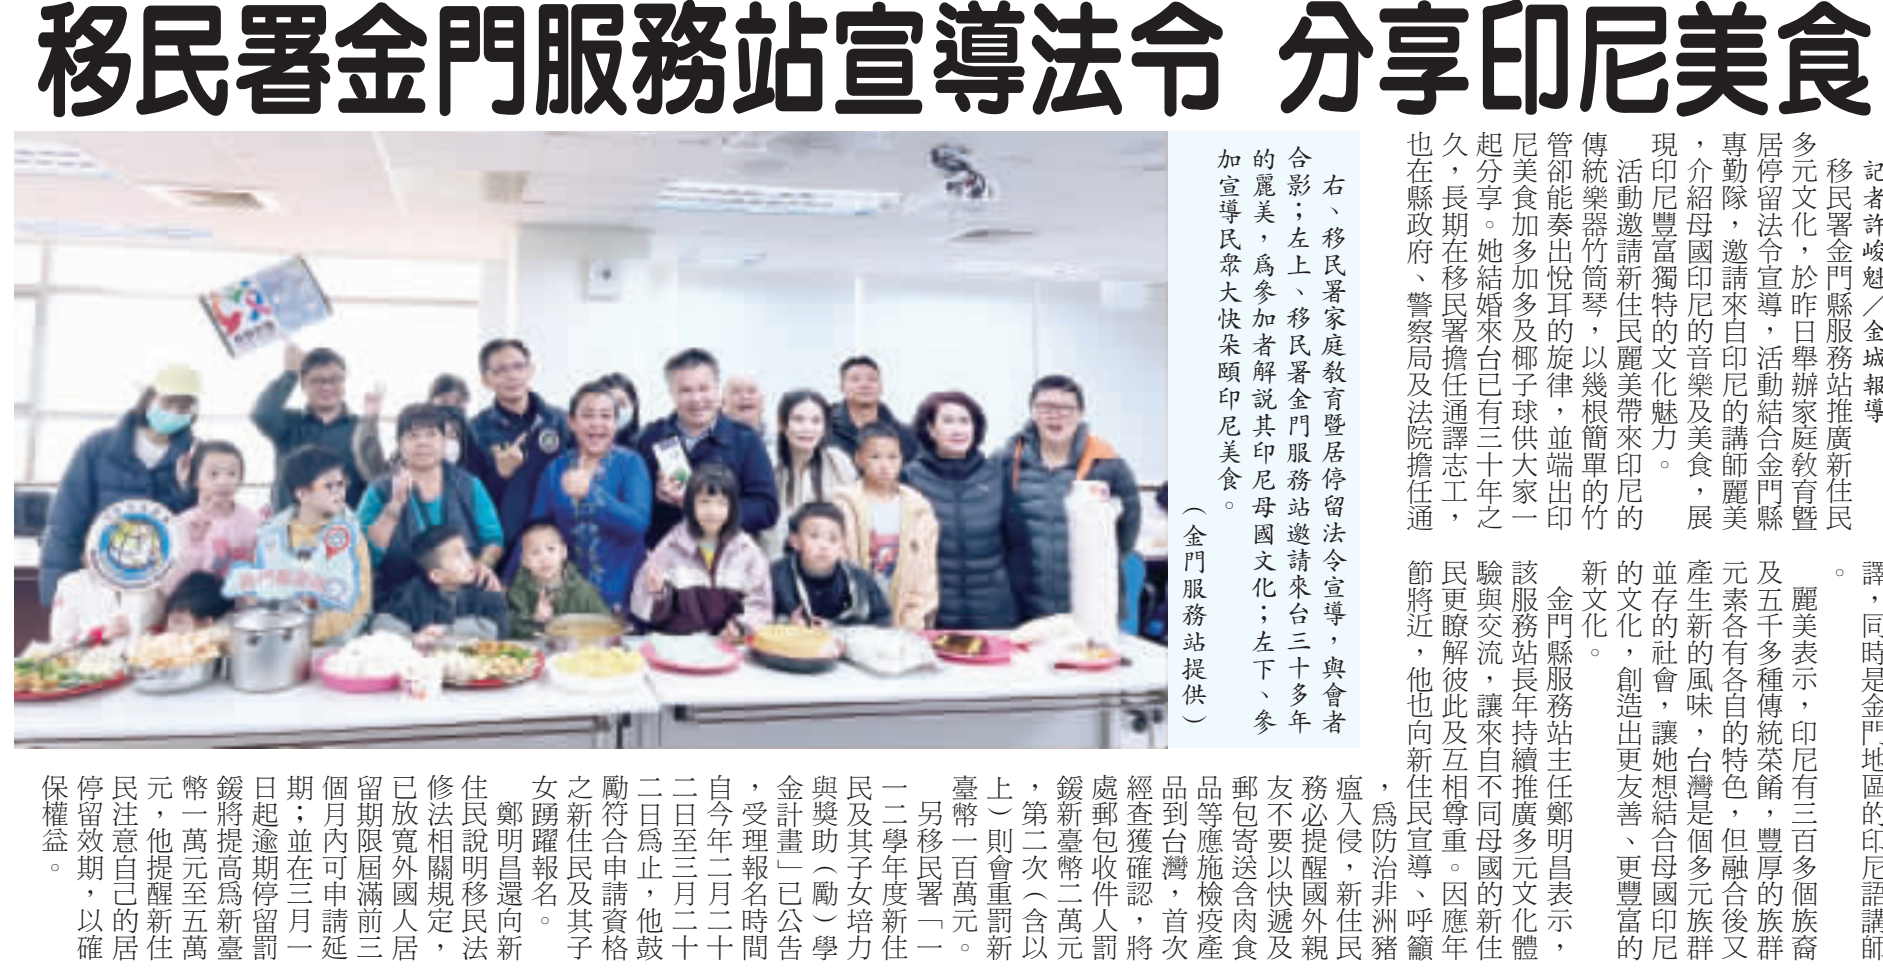 移民署金門服務站宣導法令 分享印尼美食
記者許峻魁／金城報導
移民署金門縣服務站推廣新住民
多元文化，於昨日舉辦家庭教育暨
居停留法令宣導，活動結合金門縣
專勤隊，邀請來自印尼的講師麗美
，介紹母國印尼的音樂及美食，展
現印尼豐富獨特的文化魅力。
活動邀請新住民麗美帶來印尼的
傳統樂器竹筒琴，以幾根簡單的竹
管卻能奏出悅耳的旋律，並端出印
尼美食加多加多及椰子球供大家一
起分享。她結婚來台已有三十年之
久，長期在移民署擔任通譯志工，
也在縣政府、警察局及法院擔任通
譯，同時是金門地區的印尼語講師
。
麗美表示，印尼有三百多個族裔
及五千多種傳統菜餚，豐厚的族群
元素各有各自的特色，但融合後又
產生新的風味，台灣是個多元族群
並存的社會，讓她想結合母國印尼
的文化，創造出更友善、更豐富的
新文化。
金門縣服務站主任鄭明昌表示，
該服務站長年持續推廣多元文化體
驗與交流，讓來自不同母國的新住
民更瞭解彼此及互相尊重。因應年
節將近，他也向新住民宣導、呼籲
，為防治非洲豬
瘟入侵，新住民
務必提醒國外親
友不要以快遞及
郵包寄送含肉食
品等應施檢疫產
品到台灣，首次
經查獲確認，將
處郵包收件人罰
鍰新臺幣二萬元
，第二次（含以
上）則會重罰新
臺幣一百萬元。
另移民署「一
一二學年度新住
民及其子女培力
與獎助（勵）學
金計畫」已公告
，受理報名時間
自今年二月二十
二日至三月二十
二日為止，他鼓
勵符合申請資格
之新住民及其子
女踴躍報名。
鄭明昌還向新
住民說明移民法
修法相關規定，
已放寬外國人居
留期限屆滿前三
個月內可申請延
期；並在三月一
日起逾期停留罰
鍰將提高為新臺
幣一萬元至五萬
元，他提醒新住
民注意自己的居
停留效期，以確
保權益。
右、移民署家庭教育暨居停留法令宣導，與會者
合影；左上、移民署金門服務站邀請來台三十多年
的麗美，為參加者解說其印尼母國文化；左下、參
加宣導民眾大快朵頤印尼美食。
（金門服務站提供）